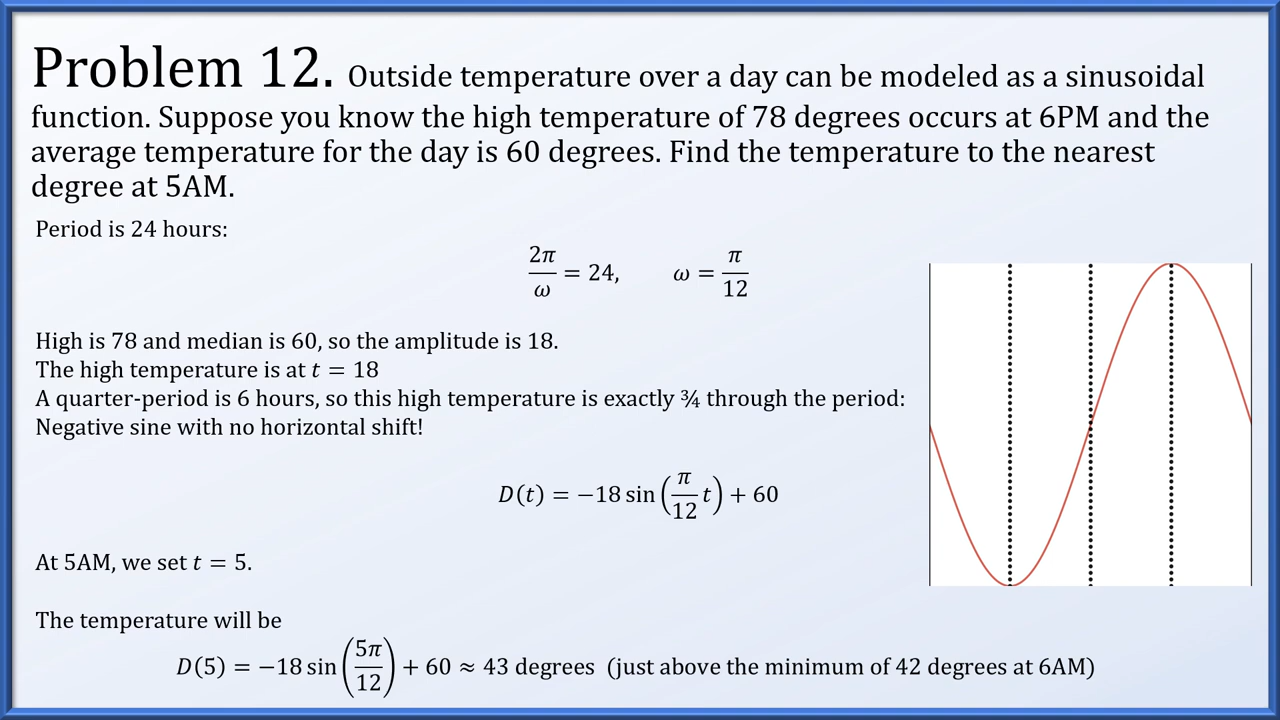 Problem 12. Outside temperature over a day can be modeled as a sinusoidal
function. Suppose you know the high temperature of 78 degrees occurs at 6PM and the
average temperature for the day is 60 degrees. Find the temperature to the nearest
degree at 5AM.
Period is 24 hours:
2π/ω = 24, ω = π/12
High is 78 and median is 60, so the amplitude is 18.
The high temperature is at t = 18
A quarter-period is 6 hours, so this high temperature is exactly ¾ through the period:
Negative sine with no horizontal shift!
D(t) = −18 sin(π/12 t) + 60
At 5AM, we set t = 5.
The temperature will be
D(5) = −18 sin(5π/12) + 60 ≈ 43 degrees (just above the minimum of 42 degrees at 6AM)